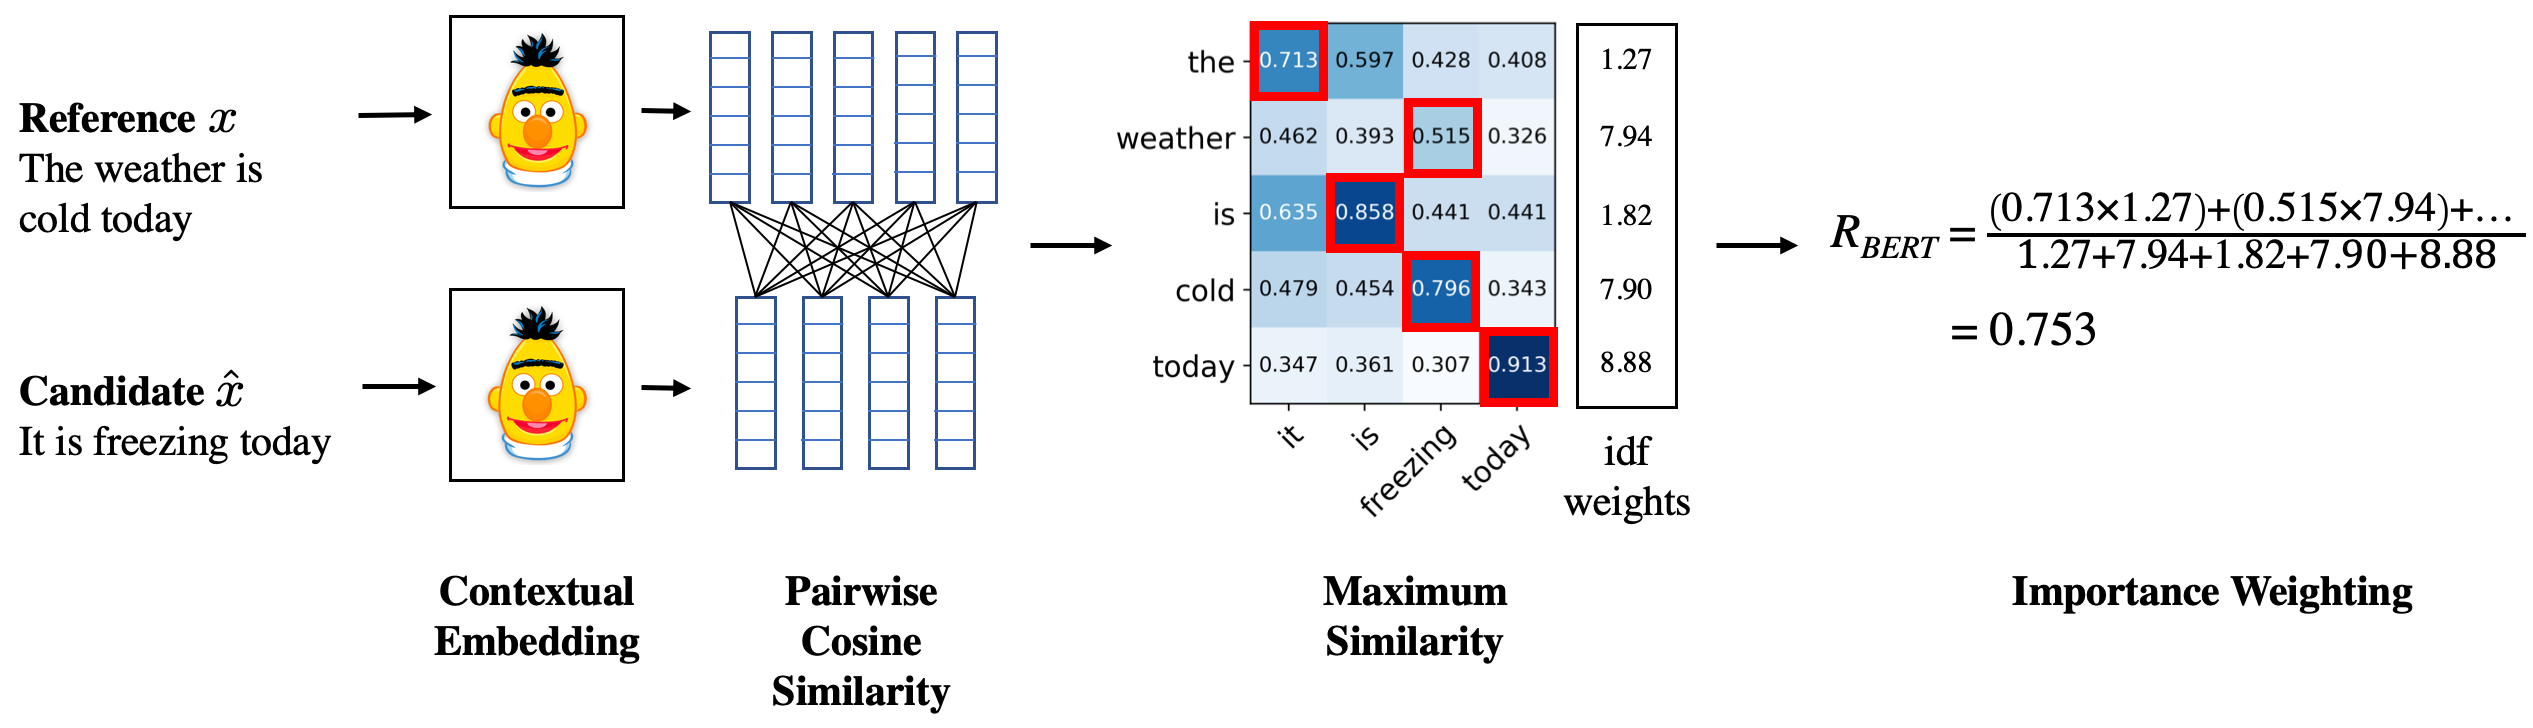 Reference x
The weather is
cold today
Candidate x̂
It is freezing today
Contextual
Embedding
Pairwise
Cosine
Similarity
the 0.713 0.597 0.428 0.408 1.27
weather 0.462 0.393 0.515 0.326 7.94
is 0.635 0.858 0.441 0.441 1.82
cold 0.479 0.454 0.796 0.343 7.90
today 0.347 0.361 0.307 0.913 8.88
it is freezing today
idf
weights
Maximum
Similarity
R_BERT = (0.713×1.27)+(0.515×7.94)+...
1.27+7.94+1.82+7.90+8.88
= 0.753
Importance Weighting